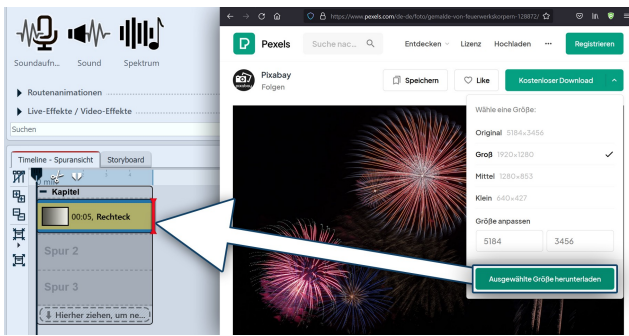 Soundaufn... Sound Spektrum
Routenanimationen
Live-Effekte / Video-Effekte
Suchen
Timeline - Spuransicht Storyboard
0 min
Kapitel
00:05, Rechteck
Spur 2
Spur 3
Hierher ziehen, um ne...
https://www.pexels.com/de-de/foto/gemalde-von-feuerwerkskorpern-128872/
Pexels Suche nac... Entdecken Lizenz Hochladen ... Registrieren
Pixabay
Folgen
Speichern Like Kostenloser Download
Wähle eine Größe:
Original 5184x3456
Groß 1920x1280
Mittel 1280x853
Klein 640x427
Größe anpassen
5184 3456
Ausgewählte Größe herunterladen